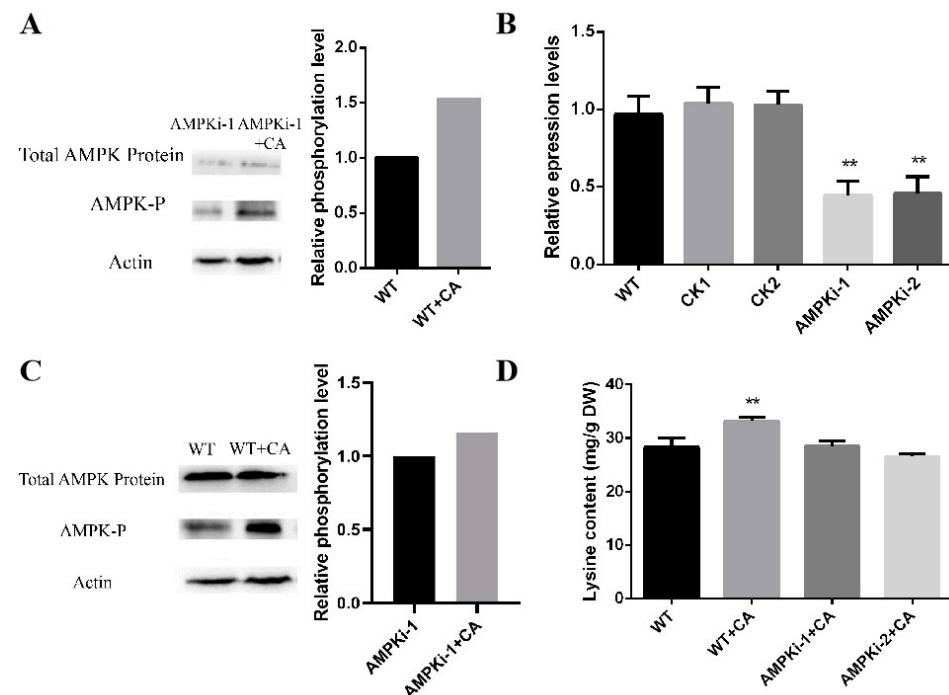 A
AMPKi-1 AMPKi-1
+CA
Total AMPK Protein
AMPK-P
Actin
Relative phosphorylation level
2.0
1.5
1.0
0.5
0.0
WT
WT+CA
B
Relative epression levels
1.5
1.0
0.5
0.0
**
**
WT
CK1
CK2
AMPKi-1
AMPKi-2
C
WT WT+CA
Total AMPK Protein
AMPK-P
Actin
Relative phosphorylation level
1.5
1.0
0.5
0.0
AMPKi-1
AMPKi-1+CA
D
Lysine content (mg/g DW)
40
30
20
10
0
**
WT
WT+CA
AMPKi-1+CA
AMPKi-2+CA